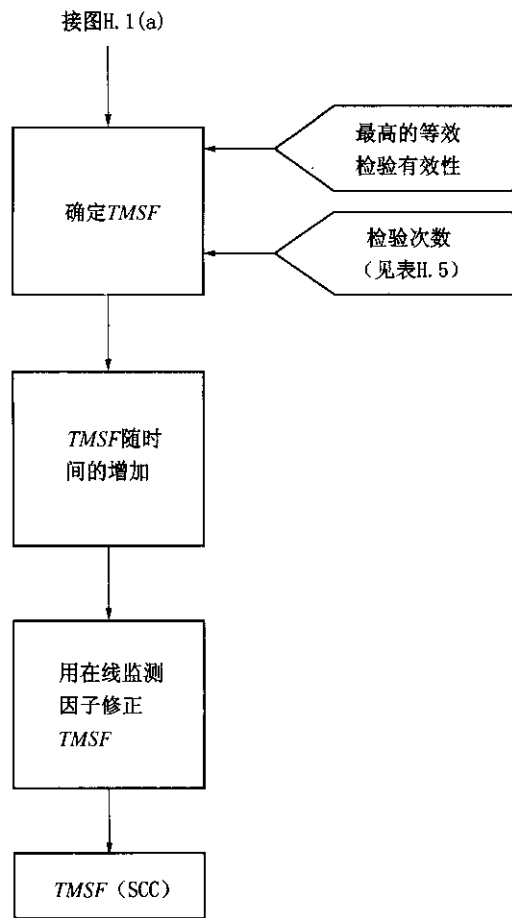 接图H.1(a)
最高的等效
检验有效性
确定TMSF
检验次数
(见表H.5)
TMSF随时
间的增加
用在线监测
因子修正
TMSF
TMSF(SCC)